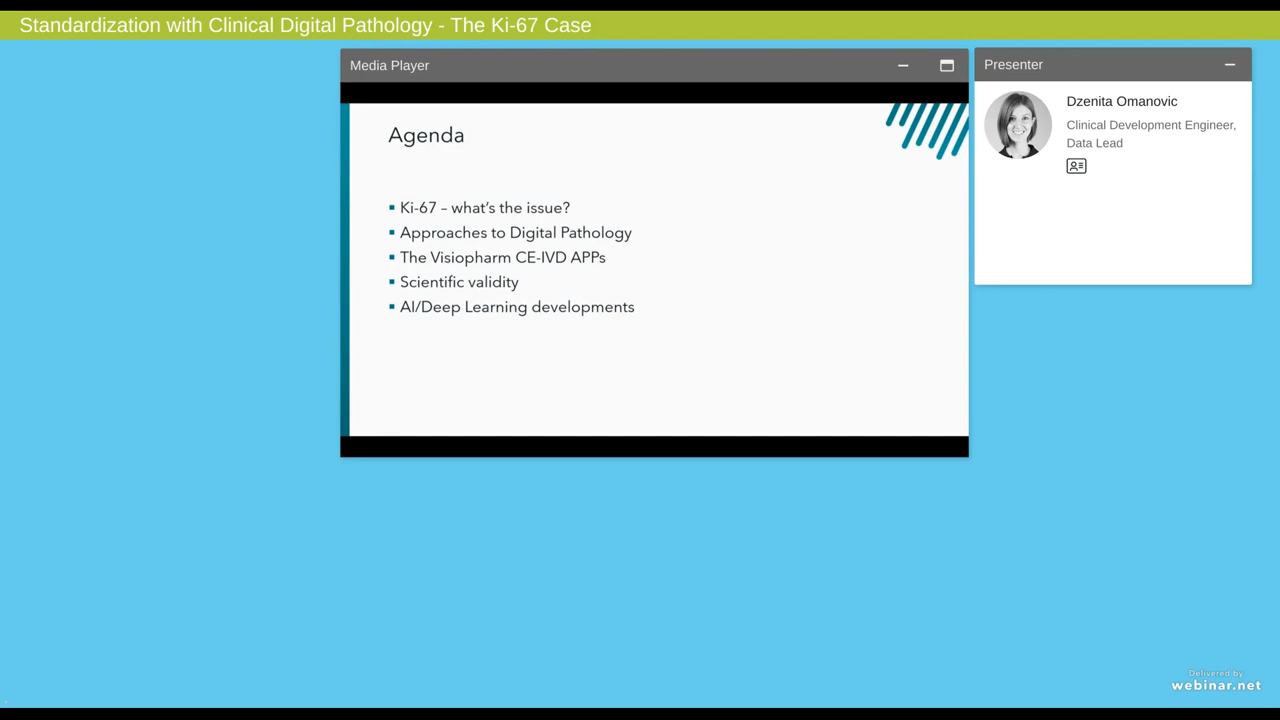 Standardization with Clinical Digital Pathology - The Ki-67 Case
Media Player
Agenda
Ki-67 – what's the issue?
Approaches to Digital Pathology
The Visiopharm CE-IVD APPs
Scientific validity
AI/Deep Learning developments
Presenter
Dzenita Omanovic
Clinical Development Engineer,
Data Lead
Delivered by
webinar.net